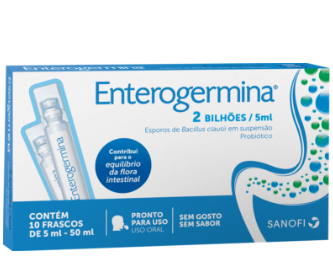 Enterogermina®
2 BILHÕES / 5ml
Esporos de Bacillus clausii em suspensão
Probiótico
Contribui
para o
equilíbrio
da flora
intestinal
CONTÉM
10 FRASCOS
DE 5 ml - 50 ml
PRONTO
PARA USO
USO ORAL
SEM GOSTO
SEM SABOR
SANOFI
Enterogermina